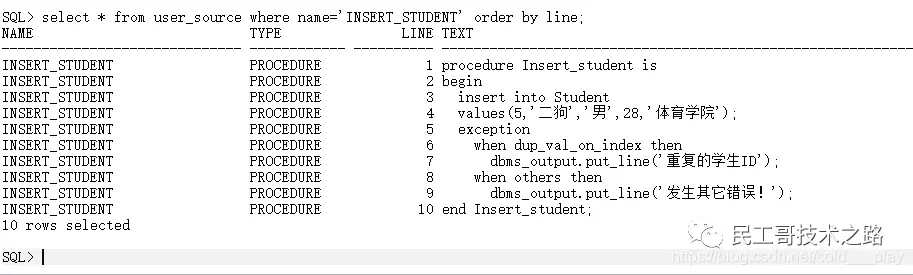 SQL> select * from user_source where name='INSERT_STUDENT' order by line;
NAME TYPE LINE TEXT
INSERT_STUDENT PROCEDURE 1 procedure Insert_student is
INSERT_STUDENT PROCEDURE 2 begin
INSERT_STUDENT PROCEDURE 3 insert into Student
INSERT_STUDENT PROCEDURE 4 values(5,'二狗','男',28,'体育学院');
INSERT_STUDENT PROCEDURE 5 exception
INSERT_STUDENT PROCEDURE 6 when dup_val_on_index then
INSERT_STUDENT PROCEDURE 7 dbms_output.put_line('重复的学生ID');
INSERT_STUDENT PROCEDURE 8 when others then
INSERT_STUDENT PROCEDURE 9 dbms_output.put_line('发生其它错误!');
INSERT_STUDENT PROCEDURE 10 end Insert_student;
10 rows selected
民工哥技术之路
SQL>
https://blog.csdn.net/cold___play